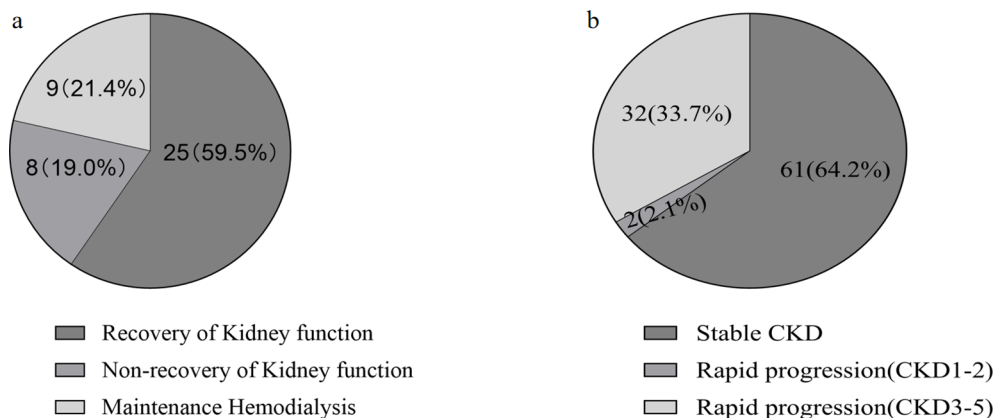 a
9(21.4%)
25(59.5%)
8(19.0%)
Recovery of Kidney function
Non-recovery of Kidney function
Maintenance Hemodialysis
b
32(33.7%)
61(64.2%)
2(2.1%)
Stable CKD
Rapid progression(CKD1-2)
Rapid progression(CKD3-5)